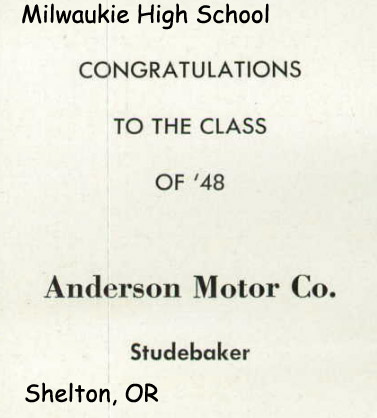 Milwaukie High School
CONGRATULATIONS
TO THE CLASS
OF '48
Anderson Motor Co.
Studebaker
Shelton, OR